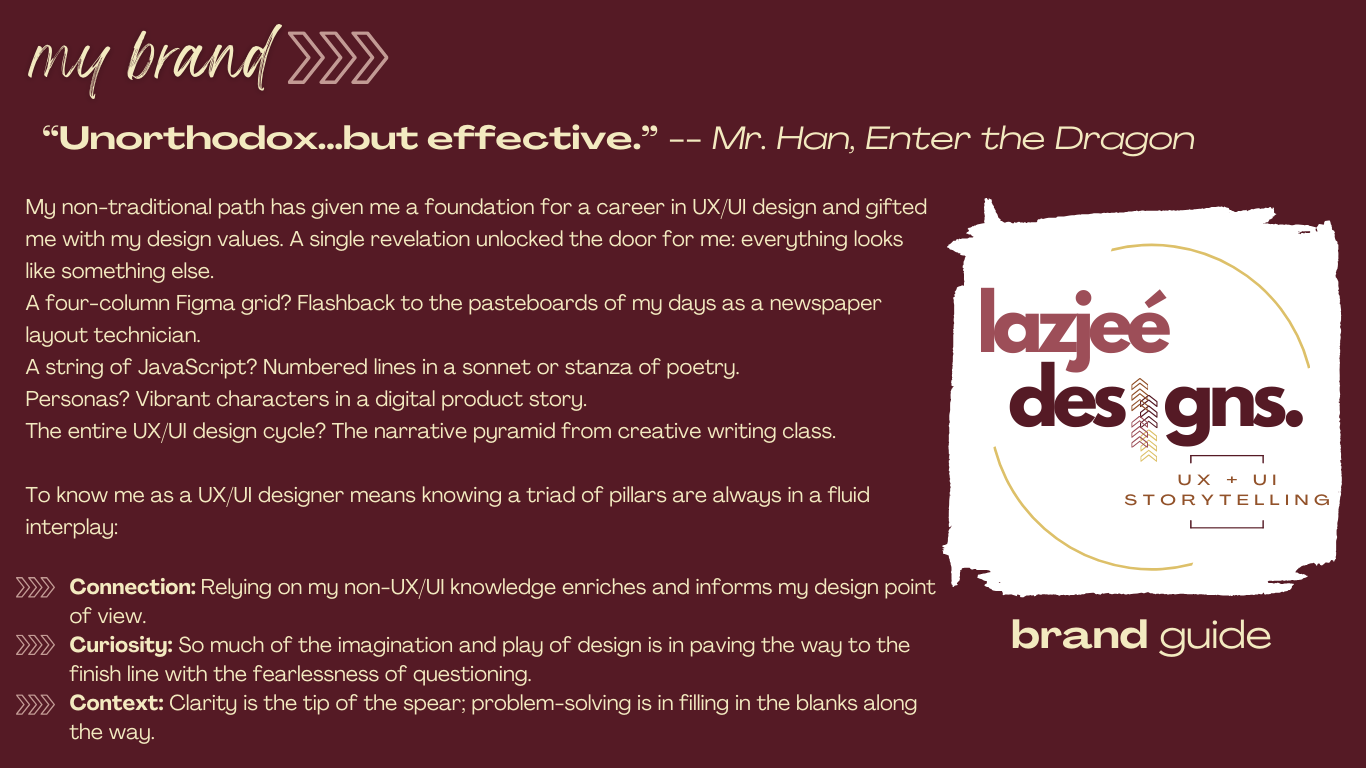 my brand
“Unorthodox...but effective.” -- Mr. Han, Enter the Dragon
My non-traditional path has given me a foundation for a career in UX/UI design and gifted
me with my design values. A single revelation unlocked the door for me: everything looks
like something else.
A four-column Figma grid? Flashback to the pasteboards of my days as a newspaper
layout technician.
A string of JavaScript? Numbered lines in a sonnet or stanza of poetry.
Personas? Vibrant characters in a digital product story.
The entire UX/UI design cycle? The narrative pyramid from creative writing class.
To know me as a UX/UI designer means knowing a triad of pillars are always in a fluid
interplay:
Connection: Relying on my non-UX/UI knowledge enriches and informs my design point
of view.
Curiosity: So much of the imagination and play of design is in paving the way to the
finish line with the fearlessness of questioning.
Context: Clarity is the tip of the spear; problem-solving is in filling in the blanks along
the way.
lazjeé
designs.
UX + UI
STORYTELLING
brand guide